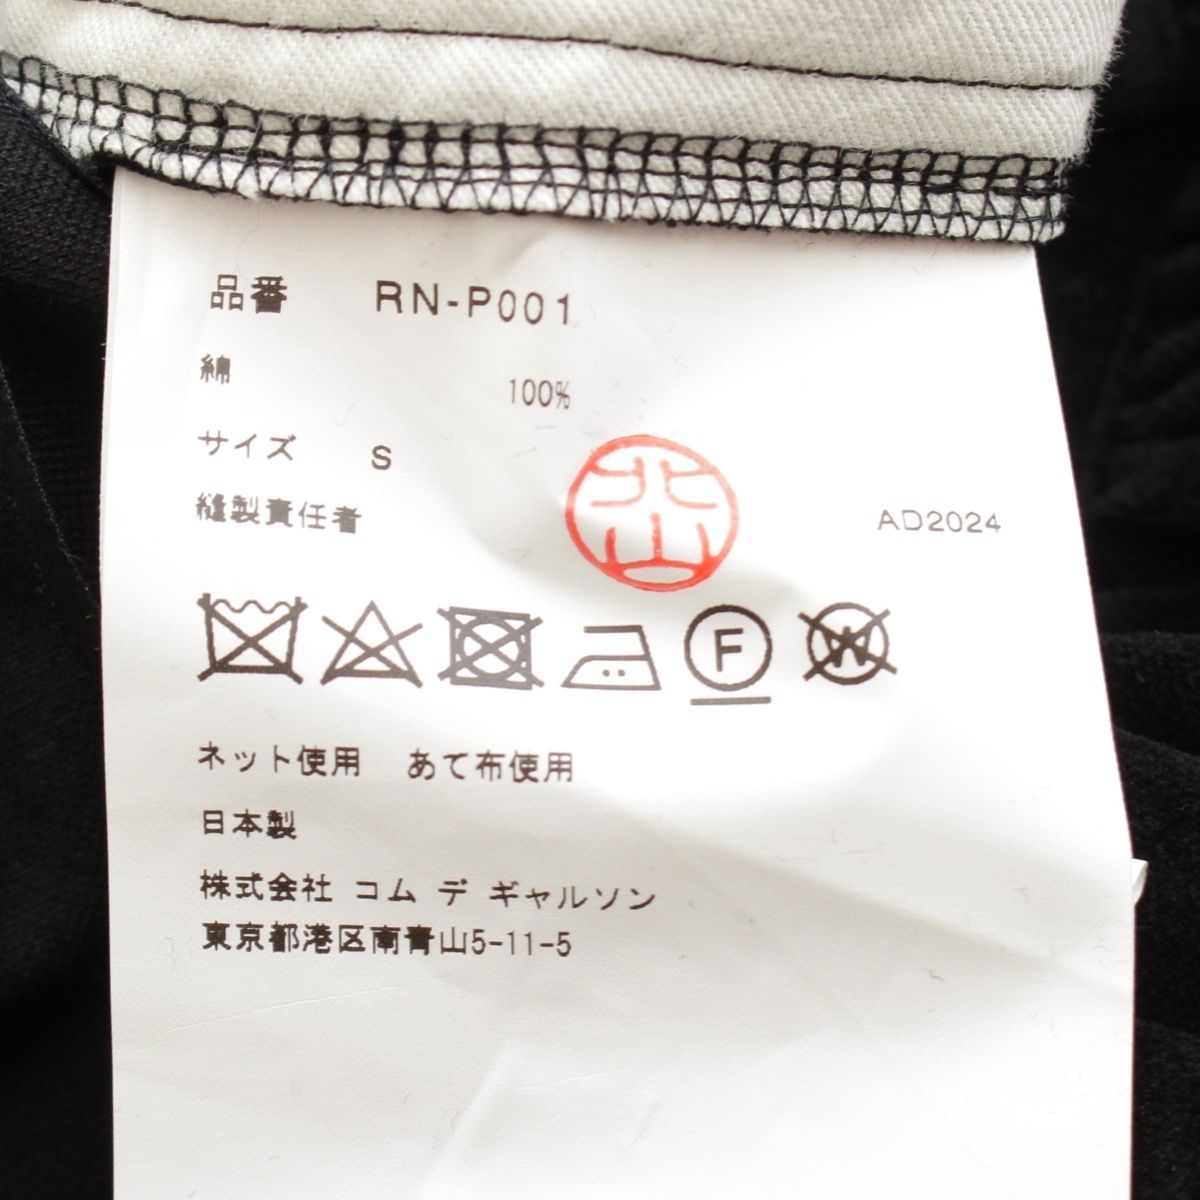 品番 RN-P001
綿 100%
サイズ S
縫製責任者 北山 AD2024
F W
ネット使用 あて布使用
日本製
株式会社 コム デ ギャルソン
東京都港区南青山5-11-5